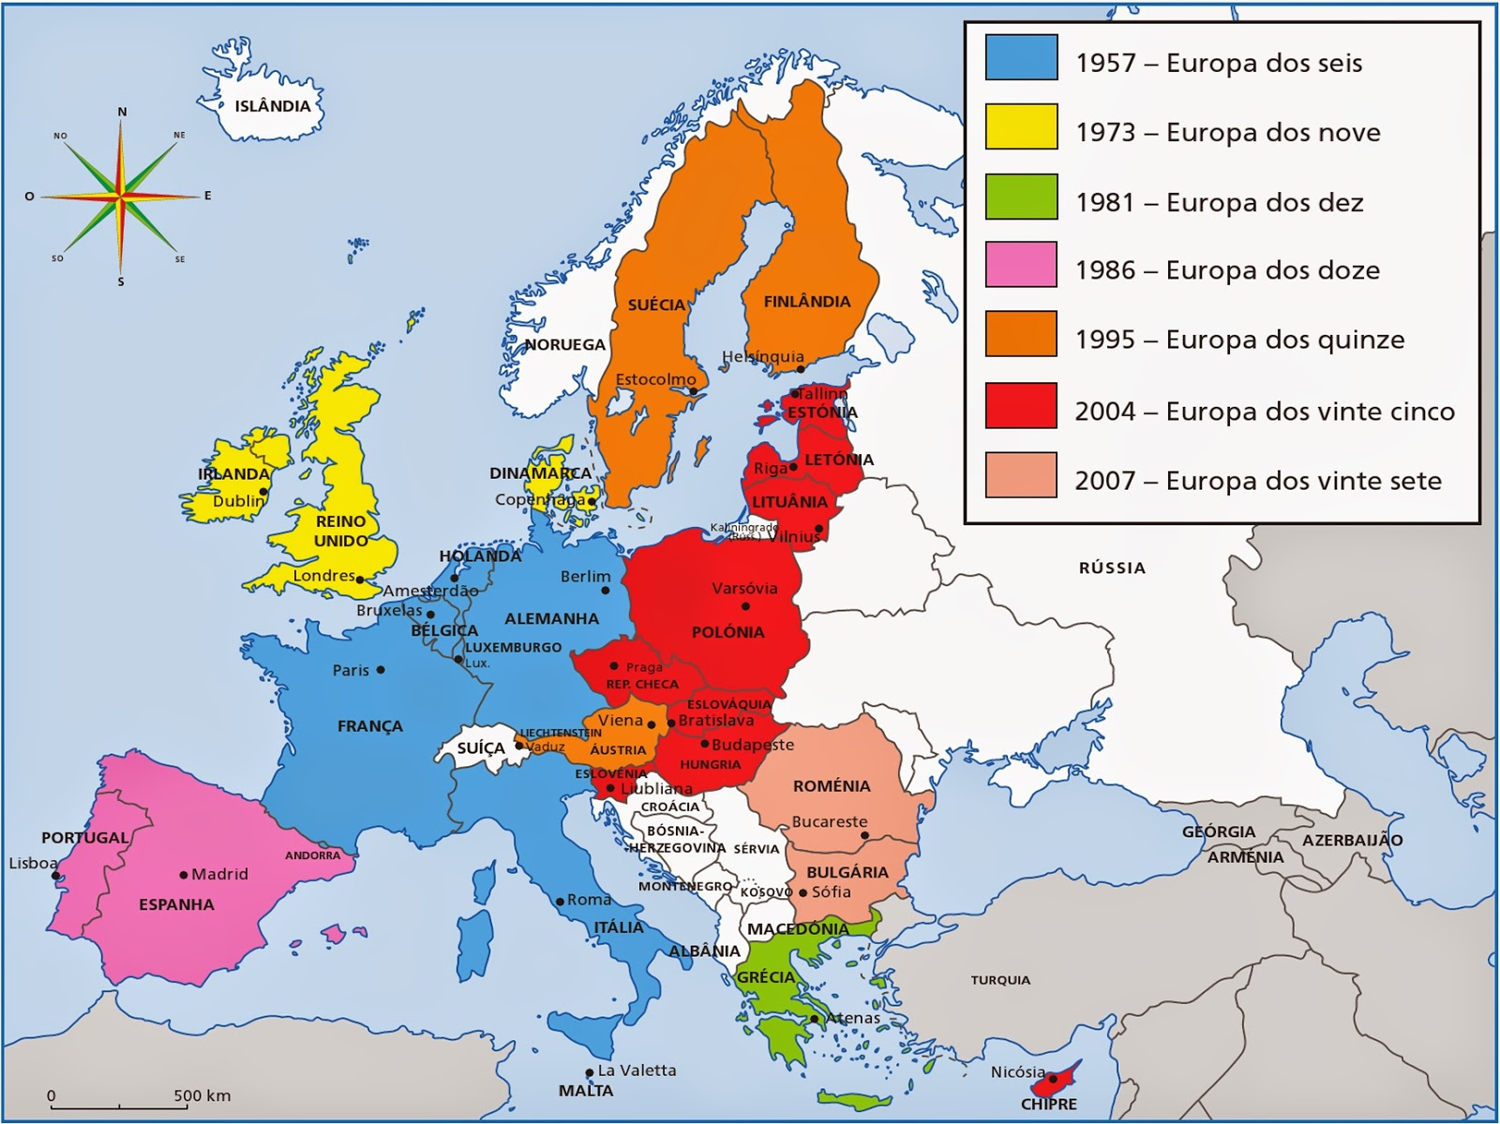 1957 – Europa dos seis
1973 – Europa dos nove
1981 – Europa dos dez
1986 – Europa dos doze
1995 – Europa dos quinze
2004 – Europa dos vinte cinco
2007 – Europa dos vinte sete
N
NO
NE
O
E
SO
SE
S
ISLÂNDIA
SUÉCIA
FINLÂNDIA
NORUEGA
Helsínquia
Estocolmo
Tallinn
ESTÓNIA
LETÓNIA
Riga
IRLANDA
Dublin
DINAMARCA
Copenhaga
LITUÂNIA
REINO
UNIDO
Kaliningrado
(Rúss.)
Vilnius
HOLANDA
RÚSSIA
Londres
Amesterdão
Berlim
Varsóvia
Bruxelas
BÉLGICA
ALEMANHA
POLÓNIA
LUXEMBURGO
Lux.
Paris
Praga
REP. CHECA
FRANÇA
ESLOVÁQUIA
Viena
Bratislava
LIECHTENSTEIN
SUÍÇA
Vaduz
ÁUSTRIA
Budapeste
HUNGRIA
ESLOVÉNIA
Liubliana
ROMÉNIA
CROÁCIA
Bucareste
BÓSNIA-
-HERZEGOVINA
SÉRVIA
GEÓRGIA
AZERBAIJÃO
ARMÉNIA
PORTUGAL
Lisboa
ANDORRA
Madrid
BULGÁRIA
MONTENEGRO
KOSOVO
Sófia
ESPANHA
Roma
ITÁLIA
MACEDÓNIA
ALBÂNIA
GRÉCIA
TURQUIA
Atenas
La Valetta
MALTA
Nicósia
CHIPRE
0
500 km